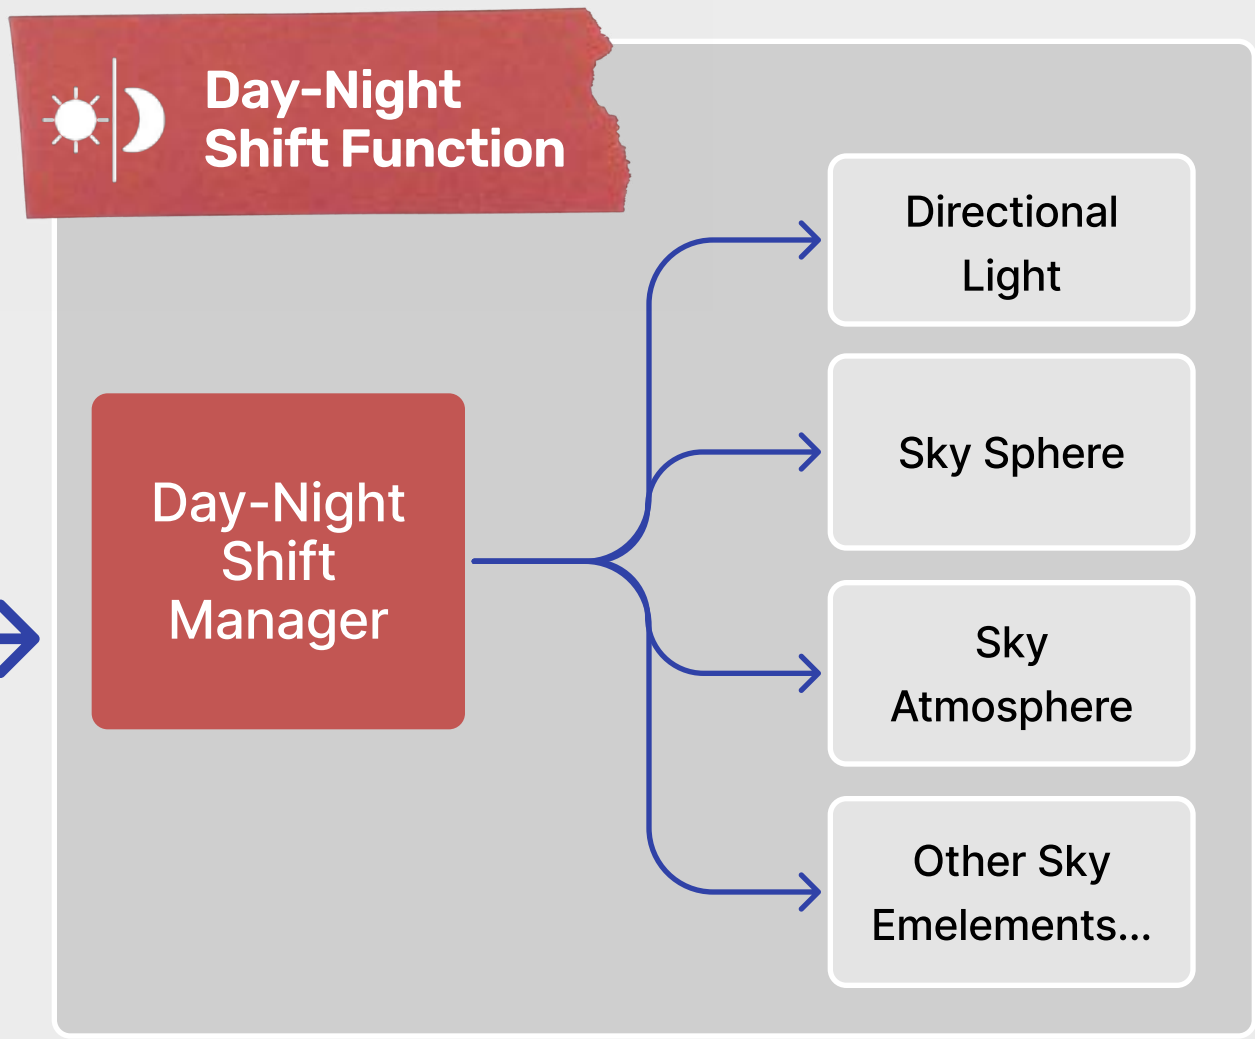 Day-Night
Shift Function
Directional
Light
Sky Sphere
Day-Night
Shift
Manager
Sky
Atmosphere
Other Sky
Emelements...